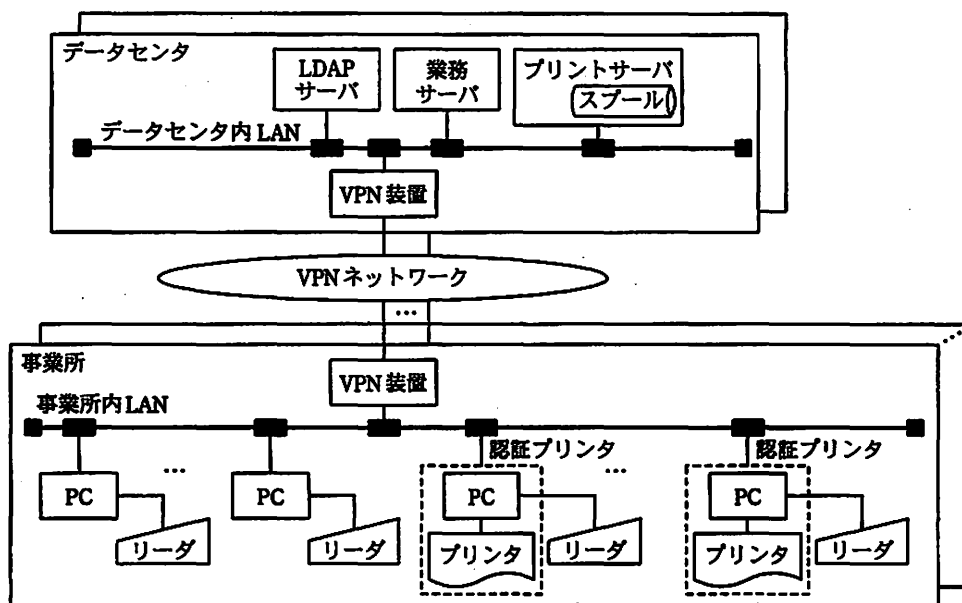 データセンタ
LDAP
サーバ
業務
サーバ
プリントサーバ
スプール
データセンタ内 LAN
VPN 装置
VPN ネットワーク
…
事業所
VPN 装置
事業所内 LAN
認証プリンタ
認証プリンタ
…
…
PC
PC
PC
PC
リーダ
リーダ
プリンタ
リーダ
プリンタ
リーダ